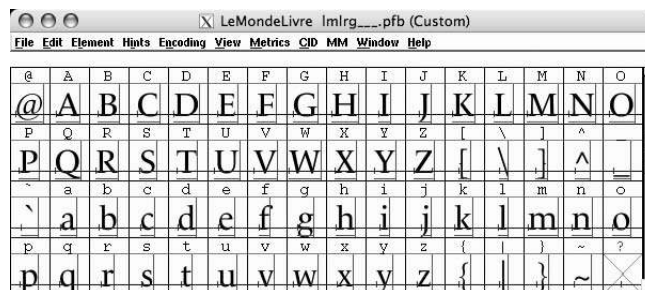 LeMondeLivre lmlrg___.pfb (Custom)
File Edit Element Hints Encoding View Metrics CID MM Window Help
@ A B C D E F G H I J K L M N O
@ A B C D E F G H I J K L M N O
P Q R S T U V W X Y Z [ \ ] ^ _
P Q R S T U V W X Y Z [ \ ] ^ _
` a b c d e f g h i j k l m n o
` a b c d e f g h i j k l m n o
p q r s t u v w x y z { | } ~ ?
p q r s t u v w x y z { | } ~